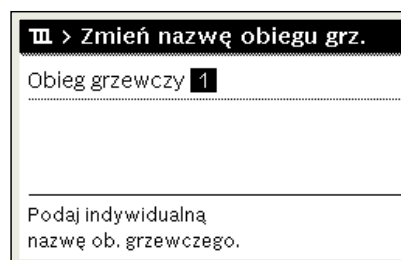 > Zmień nazwę obiegu grz.
Obieg grzewczy 1
Podaj indywidualną
nazwę ob. grzewczego.